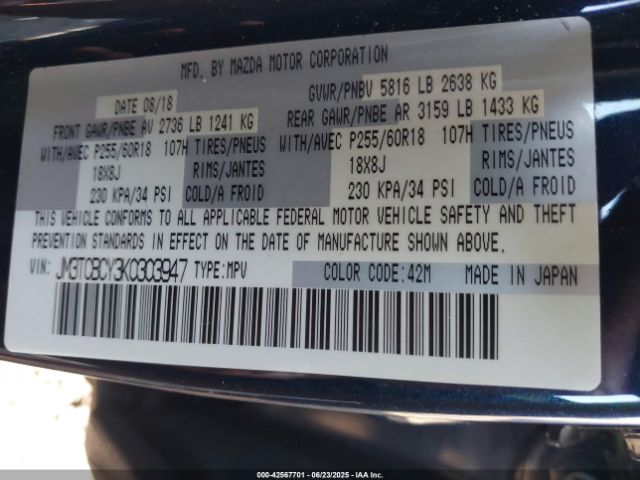 MFD. BY MAZDA MOTOR CORPORATION
DATE 08/18
GVWR/PNBV 5816 LB 2638 KG
FRONT GAWR/PNBE AV 2736 LB 1241 KG
REAR GAWR/PNBE AR 3159 LB 1433 KG
WITH/AVEC P255/60R18 107H TIRES/PNEUS
WITH/AVEC P255/60R18 107H TIRES/PNEUS
18X8J RIMS/JANTES
18X8J RIMS/JANTES
230 KPA/34 PSI COLD/A FROID
230 KPA/34 PSI COLD/A FROID
THIS VEHICLE CONFORMS TO ALL APPLICABLE FEDERAL MOTOR VEHICLE SAFETY AND THEFT
PREVENTION STANDARDS IN EFFECT ON THE DATE OF MANUFACTURE SHOWN ABOVE.
VIN: JM3TCBCY3K0303947 TYPE:MPV COLOR CODE:42M MADE IN JAPAN
000-42567701 - 06/23/2025 - IAAI.COM